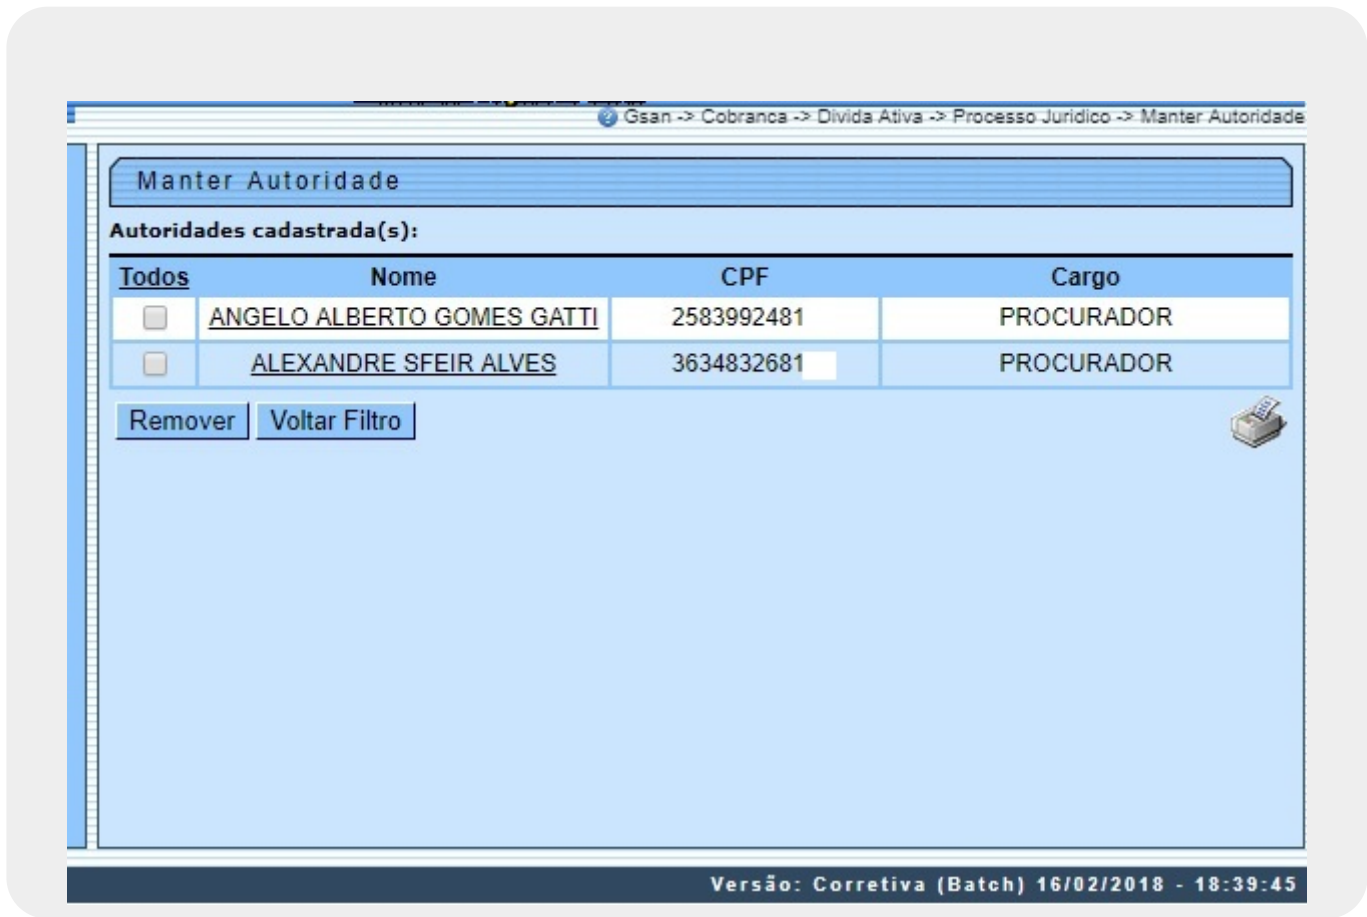 Gsan -> Cobranca -> Divida Ativa -> Processo Juridico -> Manter Autoridade
Manter Autoridade
Autoridades cadastrada(s):
Todos Nome CPF Cargo
ANGELO ALBERTO GOMES GATTI 2583992481 PROCURADOR
ALEXANDRE SFEIR ALVES 3634832681 PROCURADOR
Remover Voltar Filtro
Versão: Corretiva (Batch) 16/02/2018 - 18:39:45